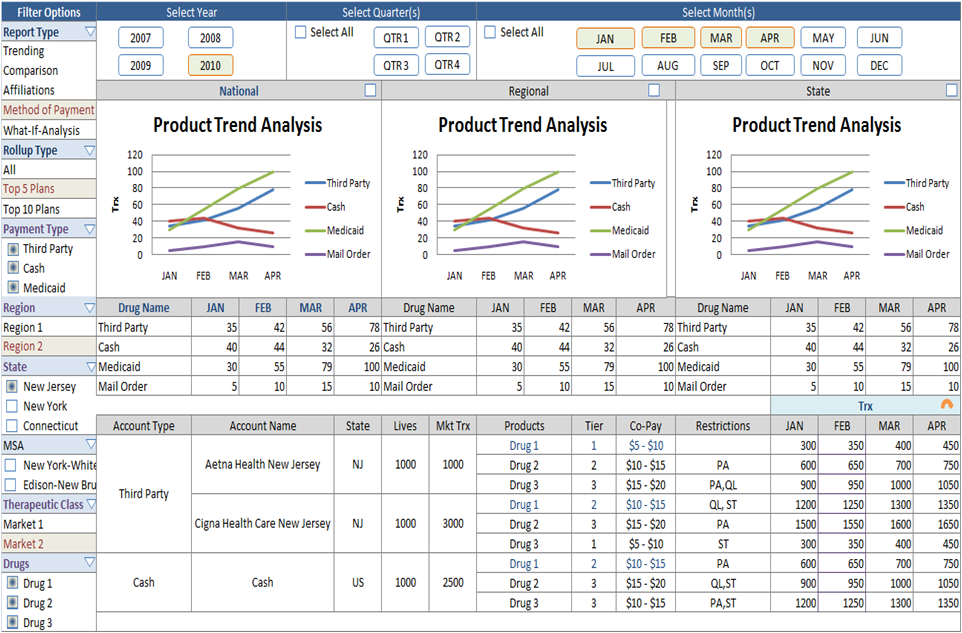 Filter Options Select Year Select Quarter(s) Select Month(s)
Report Type
Trending
Comparison
Affiliations
Method of Payment
What-If-Analysis
Rollup Type
All
Top 5 Plans
Top 10 Plans
Payment Type
Third Party
Cash
Medicaid
Region
Region 1
Region 2
State
New Jersey
New York
Connecticut
MSA
New York-White
Edison-New Bru
Therapeutic Class
Market 1
Market 2
Drugs
Drug 1
Drug 2
Drug 3
2007 2008
2009 2010
Select All QTR1 QTR2
QTR3 QTR4
Select All JAN FEB MAR APR MAY JUN
JUL AUG SEP OCT NOV DEC
National Regional State
Product Trend Analysis
120
100
80
60
40
20
0
Trx
JAN FEB MAR APR
Third Party
Cash
Medicaid
Mail Order
Product Trend Analysis
120
100
80
60
40
20
0
Trx
JAN FEB MAR APR
Third Party
Cash
Medicaid
Mail Order
Product Trend Analysis
120
100
80
60
40
20
0
Trx
JAN FEB MAR APR
Third Party
Cash
Medicaid
Mail Order
Drug Name JAN FEB MAR APR Drug Name JAN FEB MAR APR Drug Name JAN FEB MAR APR
Third Party 35 42 56 78 Third Party 35 42 56 78 Third Party 35 42 56 78
Cash 40 44 32 26 Cash 40 44 32 26 Cash 40 44 32 26
Medicaid 30 55 79 100 Medicaid 30 55 79 100 Medicaid 30 55 79 100
Mail Order 5 10 15 10 Mail Order 5 10 15 10 Mail Order 5 10 15 10
Trx
Account Type Account Name State Lives Mkt Trx Products Tier Co-Pay Restrictions JAN FEB MAR APR
Third Party
Aetna Health New Jersey NJ 1000 1000
Drug 1 1 $5 - $10 300 350 400 450
Drug 2 2 $10 - $15 PA 600 650 700 750
Drug 3 3 $15 - $20 PA,QL 900 950 1000 1050
Cigna Health Care New Jersey NJ 1000 3000
Drug 1 2 $10 - $15 QL, ST 1200 1250 1300 1350
Drug 2 3 $15 - $20 PA 1500 1550 1600 1650
Drug 3 1 $5 - $10 ST 300 350 400 450
Cash Cash US 1000 2500
Drug 1 2 $10 - $15 PA 600 650 700 750
Drug 2 3 $15 - $20 QL,ST 900 950 1000 1050
Drug 3 3 $10 - $15 PA,ST 1200 1250 1300 1350